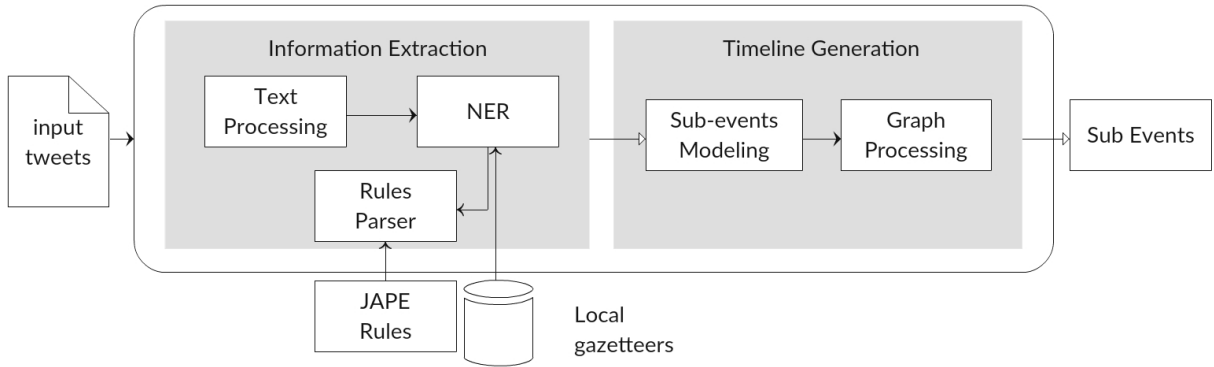 Information Extraction
Timeline Generation
input
tweets
Text
Processing
NER
Rules
Parser
Sub-events
Modeling
Graph
Processing
Sub Events
JAPE
Rules
Local
gazetteers